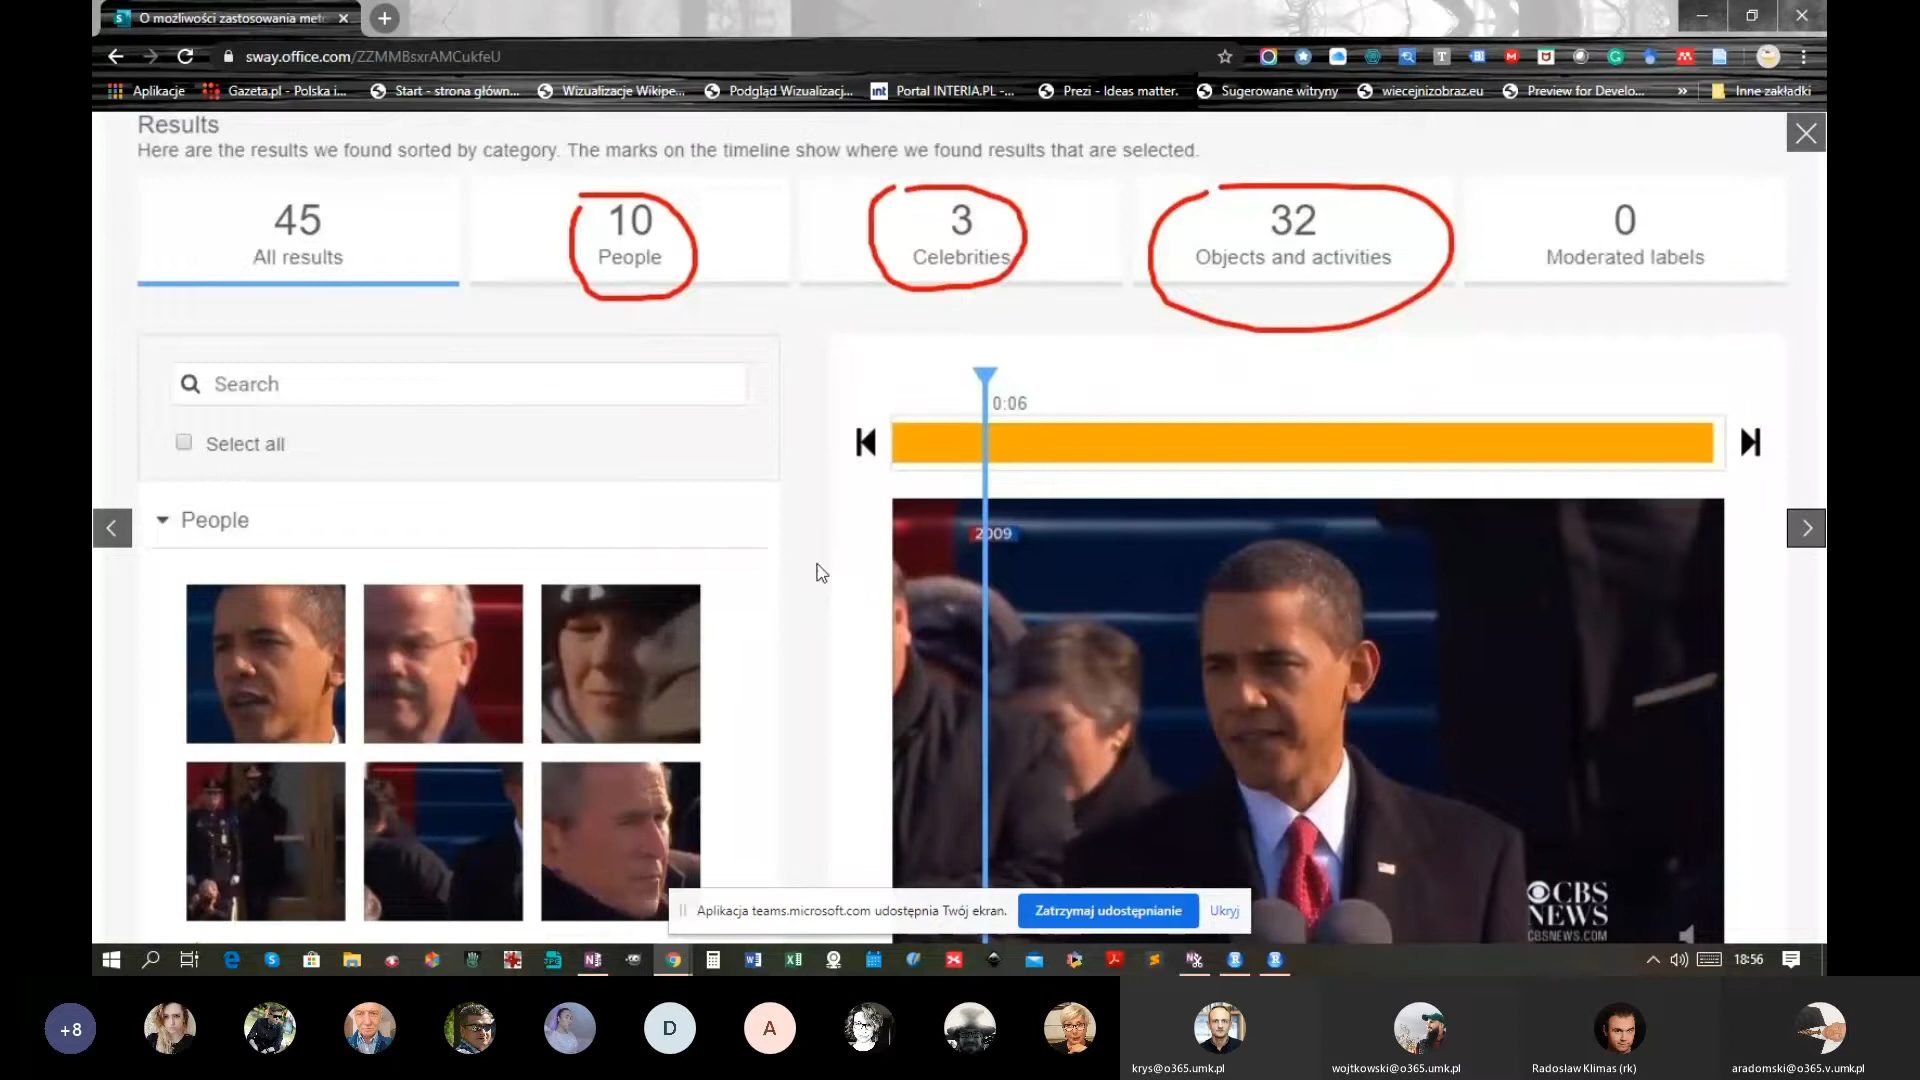 O możliwości zastosowania meto
sway.office.com/ZZMMBsxrAMCukfeU
Aplikacje
Gazeta.pl - Polska i...
Start - strona główn...
Wizualizacje Wikipe...
Podgląd Wizualizacj...
int
Portal INTERIA.PL -...
Prezi - Ideas matter.
Sugerowane witryny
wiecejnizobraz.eu
Preview for Develo...
»
Inne zakładki
Results
Here are the results we found sorted by category. The marks on the timeline show where we found results that are selected.
45
All results
10
People
3
Celebrities
32
Objects and activities
0
Moderated labels
Search
Select all
0:06
People
2009
CBS
NEWS
CBSNEWS.COM
Aplikacja teams.microsoft.com udostępnia Twój ekran.
Zatrzymaj udostępnianie
Ukryj
18:56
+8
D
A
krys@o365.umk.pl
wojtkowski@o365.umk.pl
Radosław Klimas (rk)
aradomski@o365.v.umk.pl